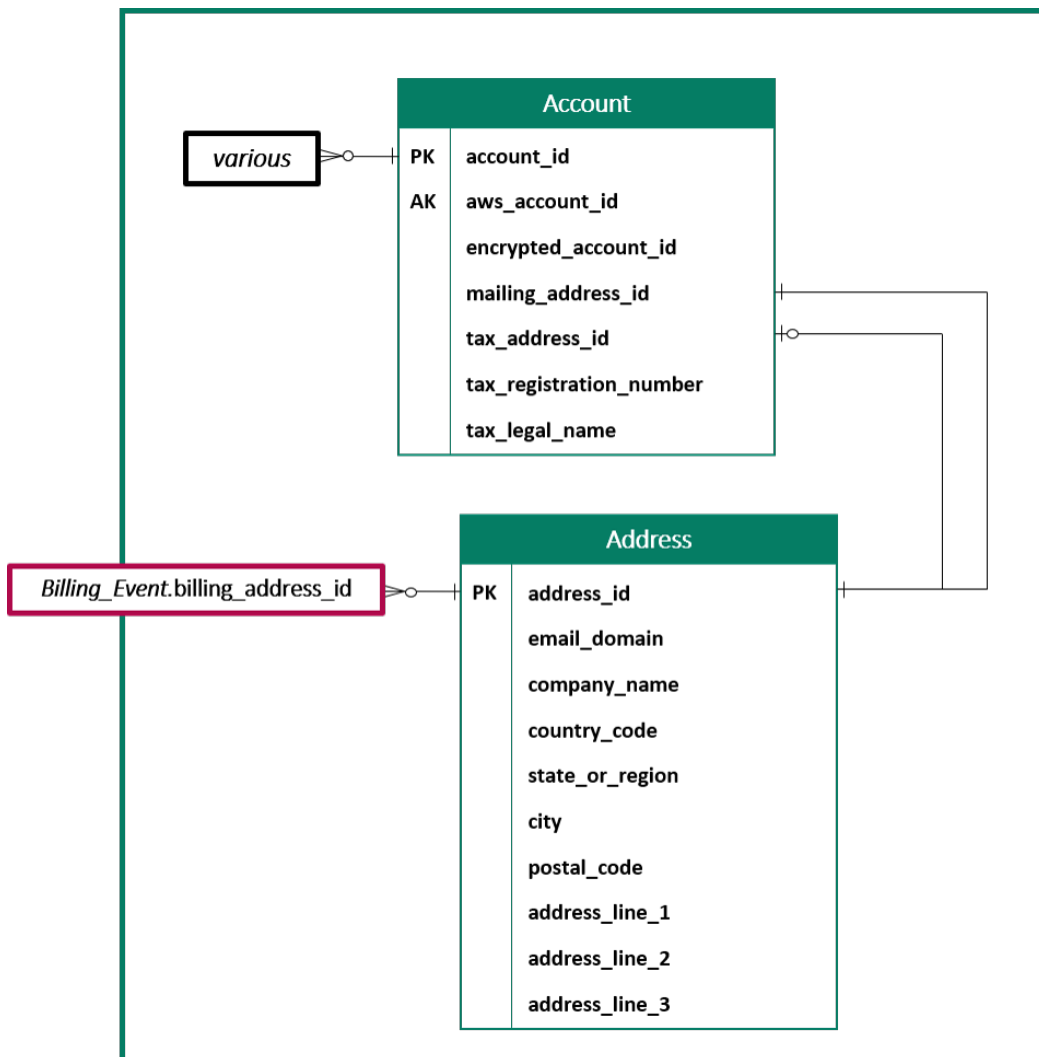 Account
various
PK account_id
AK aws_account_id
encrypted_account_id
mailing_address_id
tax_address_id
tax_registration_number
tax_legal_name
Address
Billing_Event.billing_address_id
PK address_id
email_domain
company_name
country_code
state_or_region
city
postal_code
address_line_1
address_line_2
address_line_3